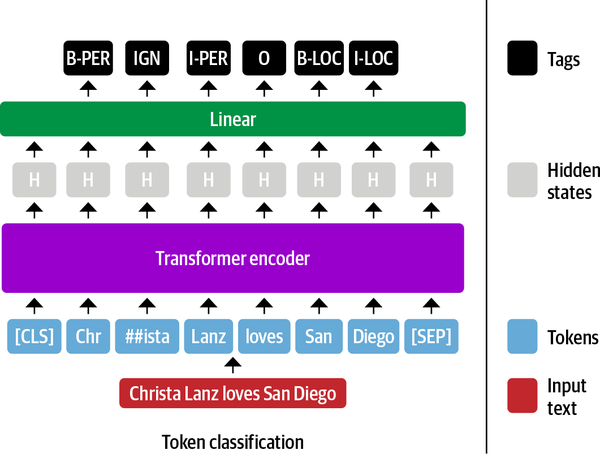 B-PER IGN I-PER O B-LOC I-LOC
Tags
Linear
H H H H H H H H
Hidden
states
Transformer encoder
[CLS] Chr ##ista Lanz loves San Diego [SEP]
Tokens
Christa Lanz loves San Diego
Input
text
Token classification